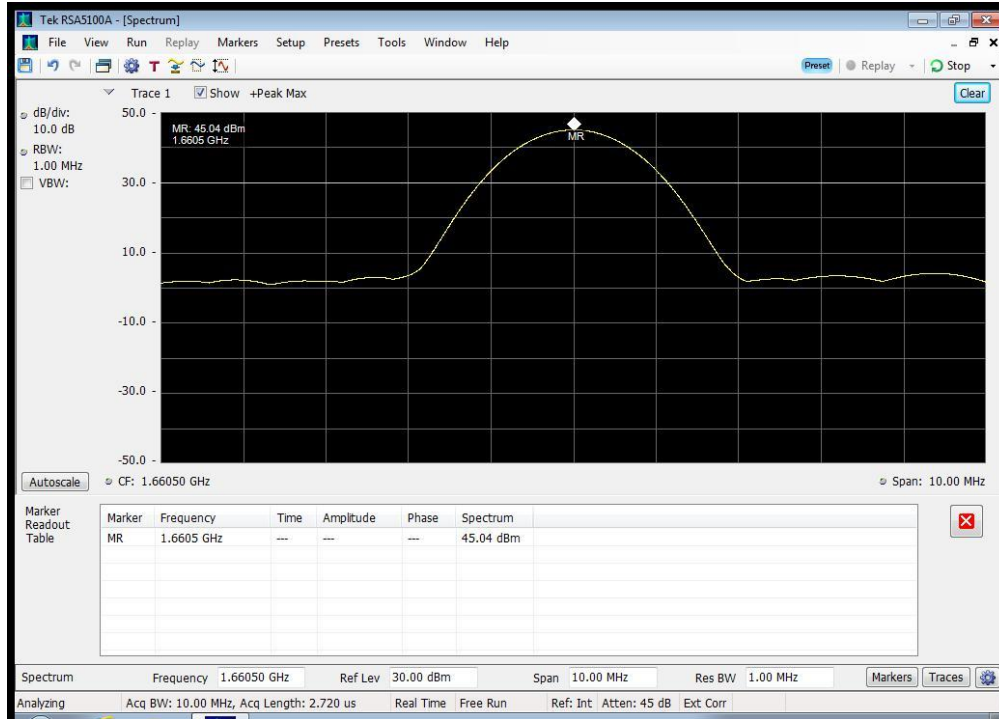 Tek RSA5100A - [Spectrum]
File View Run Replay Markers Setup Presets Tools Window Help
Preset Replay Stop
Trace 1 Show +Peak Max Clear
dB/div:
10.0 dB
RBW:
1.00 MHz
VBW:
50.0
MR: 45.04 dBm
1.6605 GHz
MR
30.0
10.0
-10.0
-30.0
-50.0
Autoscale CF: 1.66050 GHz Span: 10.00 MHz
Marker
Readout
Table
Marker Frequency Time Amplitude Phase Spectrum
MR 1.6605 GHz --- --- --- 45.04 dBm
Spectrum Frequency 1.66050 GHz Ref Lev 30.00 dBm Span 10.00 MHz Res BW 1.00 MHz Markers Traces
Analyzing Acq BW: 10.00 MHz, Acq Length: 2.720 us Real Time Free Run Ref: Int Atten: 45 dB Ext Corr